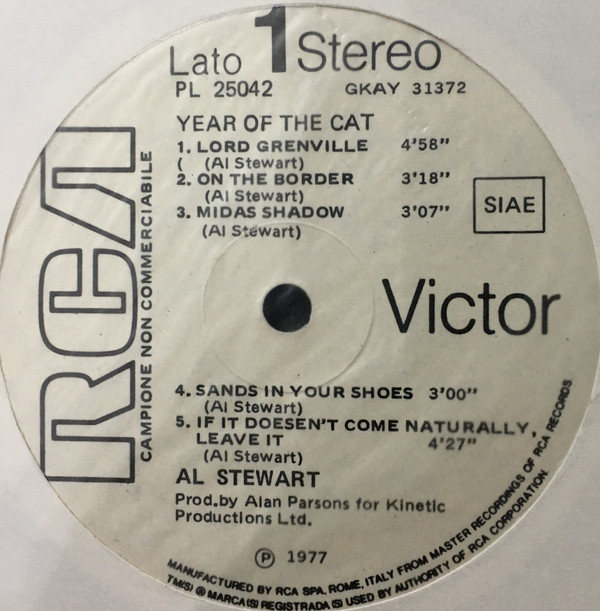 Lato 1 Stereo
PL 25042 GKAY 31372
YEAR OF THE CAT
1. LORD GRENVILLE 4'58"
( (Al Stewart)
2. ON THE BORDER 3'18"
(Al Stewart)
3. MIDAS SHADOW 3'07"
(Al Stewart)
SIAE
RCA
CAMPIONE NON COMMERCIABILE
Victor
4. SANDS IN YOUR SHOES 3'00"
(Al Stewart)
5. IF IT DOESEN'T COME NATURALLY,
LEAVE IT 4'27"
(Al Stewart)
AL STEWART
Prod.by Alan Parsons for Kinetic
Productions Ltd.
℗ 1977
MANUFACTURED BY RCA SPA, ROME, ITALY FROM MASTER RECORDINGS OF RCA RECORDS
TM(S) ® MARCA(S) REGISTRADA(S) USED BY AUTHORITY OF RCA CORPORATION.